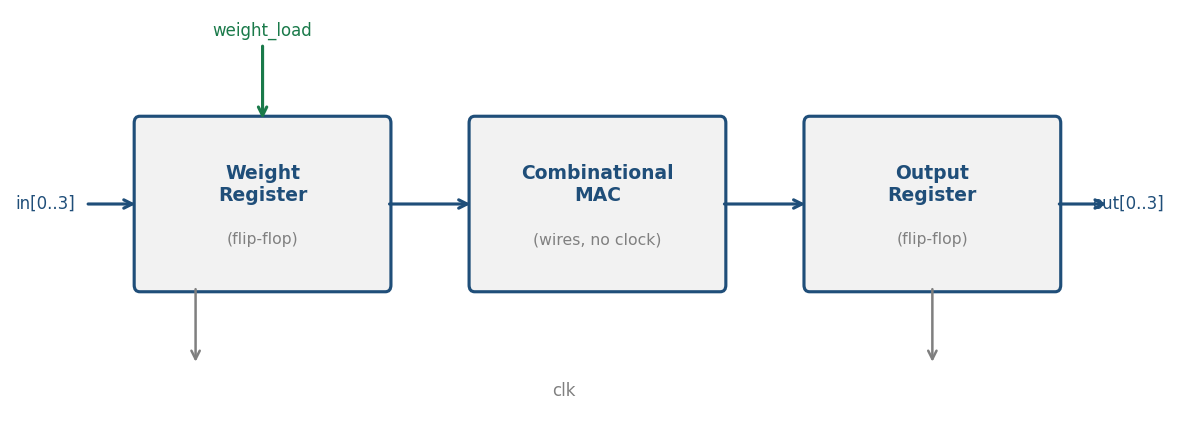 weight_load
in[0..3]
Weight
Register
(flip-flop)
Combinational
MAC
(wires, no clock)
Output
Register
(flip-flop)
out[0..3]
clk